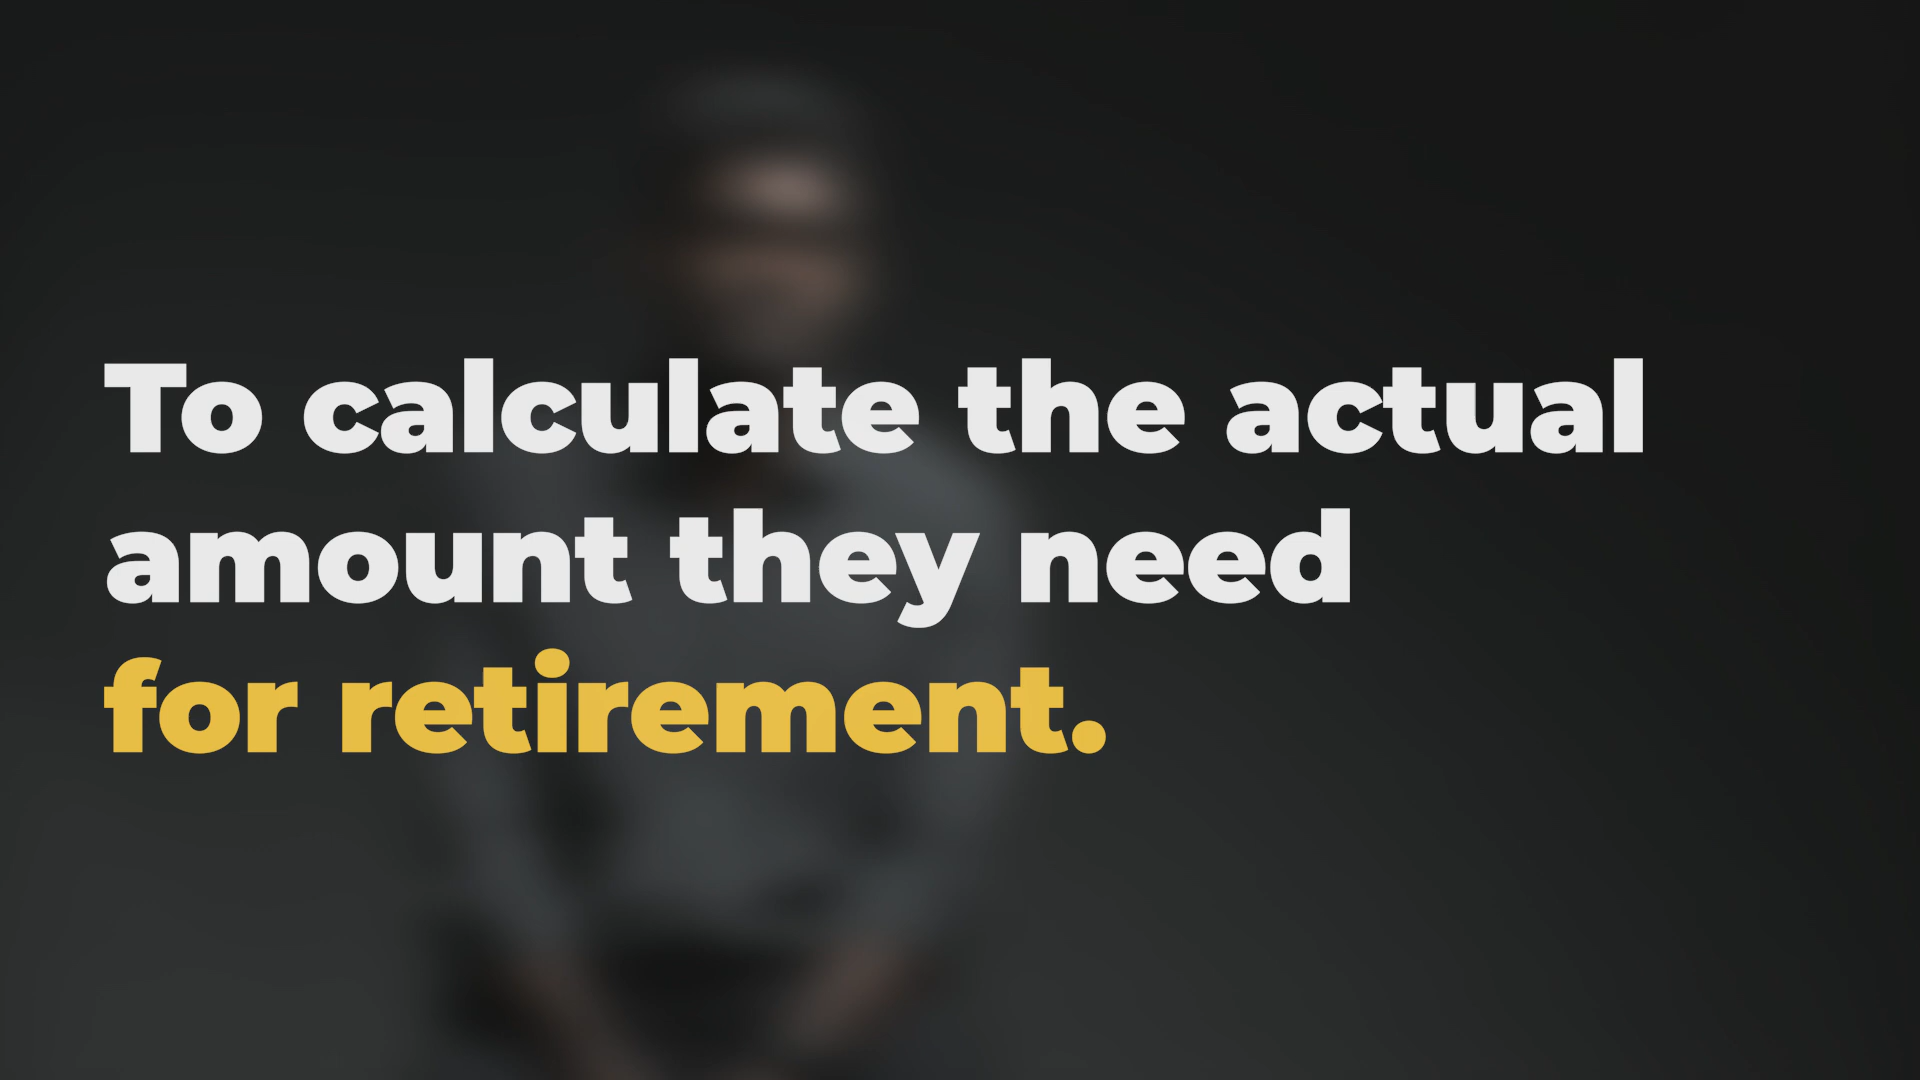 To calculate the actual
amount they need
for retirement.